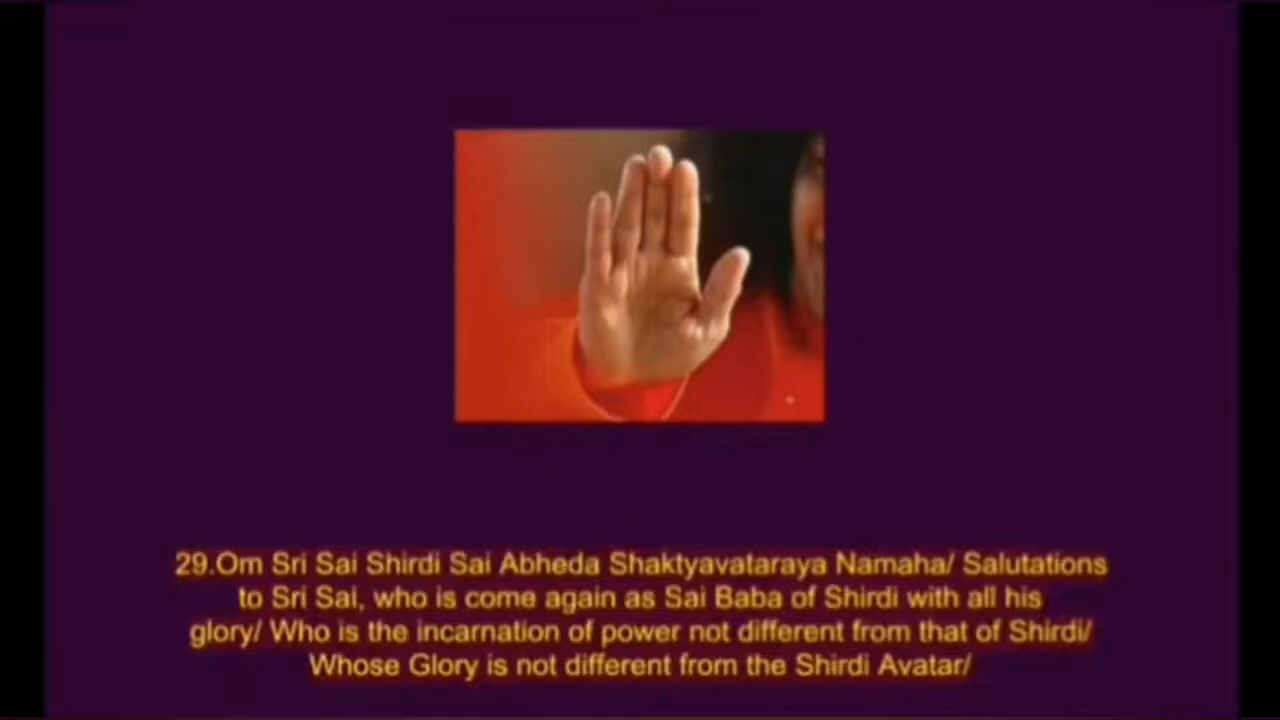 29.Om Sri Sai Shirdi Sai Abheda Shaktyavataraya Namaha/ Salutations
to Sri Sai, who is come again as Sai Baba of Shirdi with all his
glory/ Who is the incarnation of power not different from that of Shirdi/
Whose Glory is not different from the Shirdi Avatar/